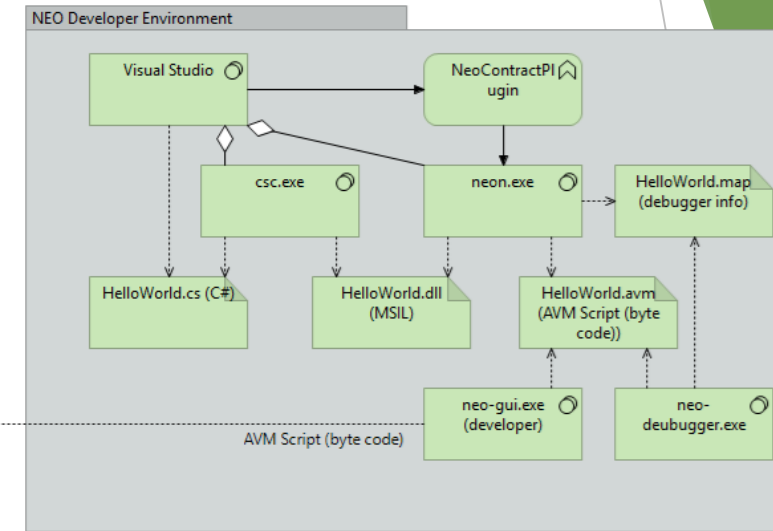 NEO Developer Environment
Visual Studio
NeoContractPl
ugin
csc.exe
neon.exe
HelloWorld.map
(debugger info)
HelloWorld.cs (C#)
HelloWorld.dll
(MSIL)
HelloWorld.avm
(AVM Script (byte
code))
neo-gui.exe
(developer)
neo-
deubugger.exe
AVM Script (byte code)